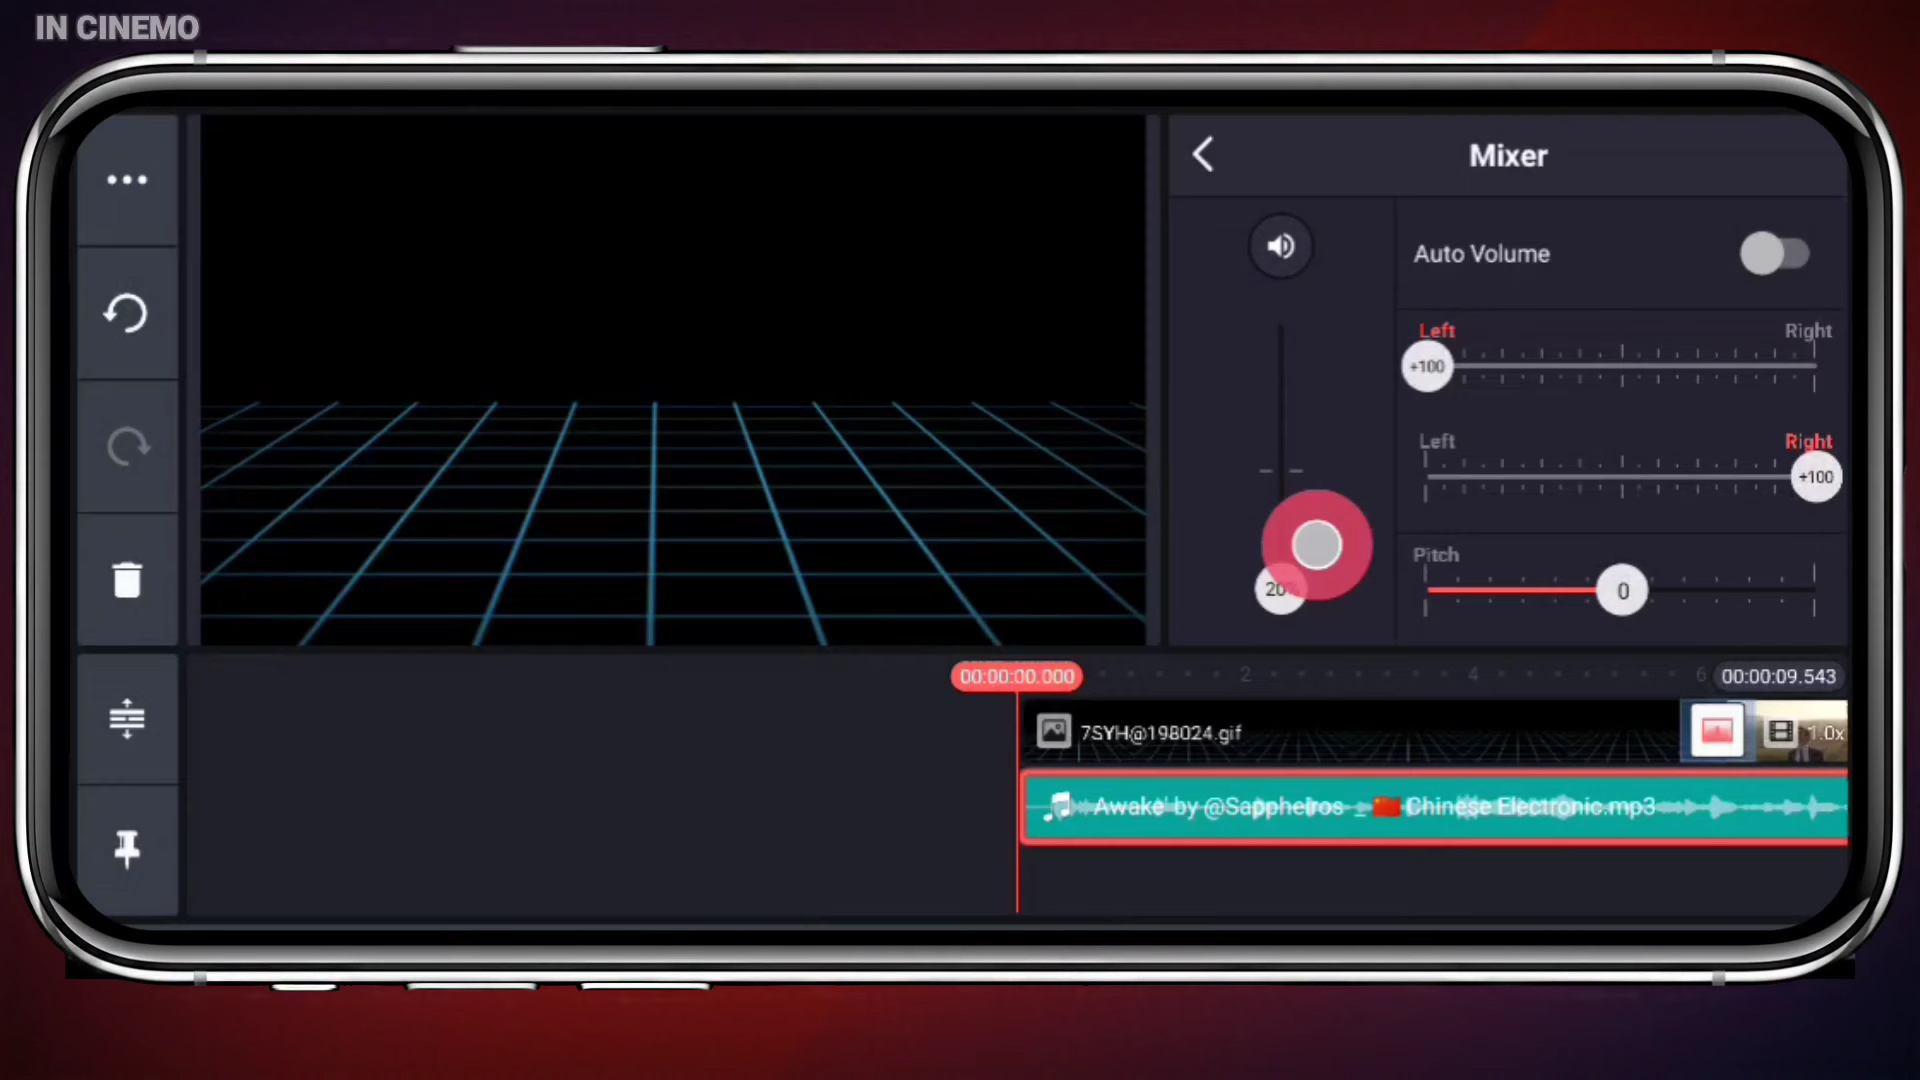 IN CINEMO
Mixer
Auto Volume
Left
Right
+100
Left
Right
+100
Pitch
0
00:00:00.000
2
4
6
00:00:09.543
7SYH@198024.gif
1.0x
Awake' by @Sappheiros _🇨🇳 Chinese Electronic.mp3